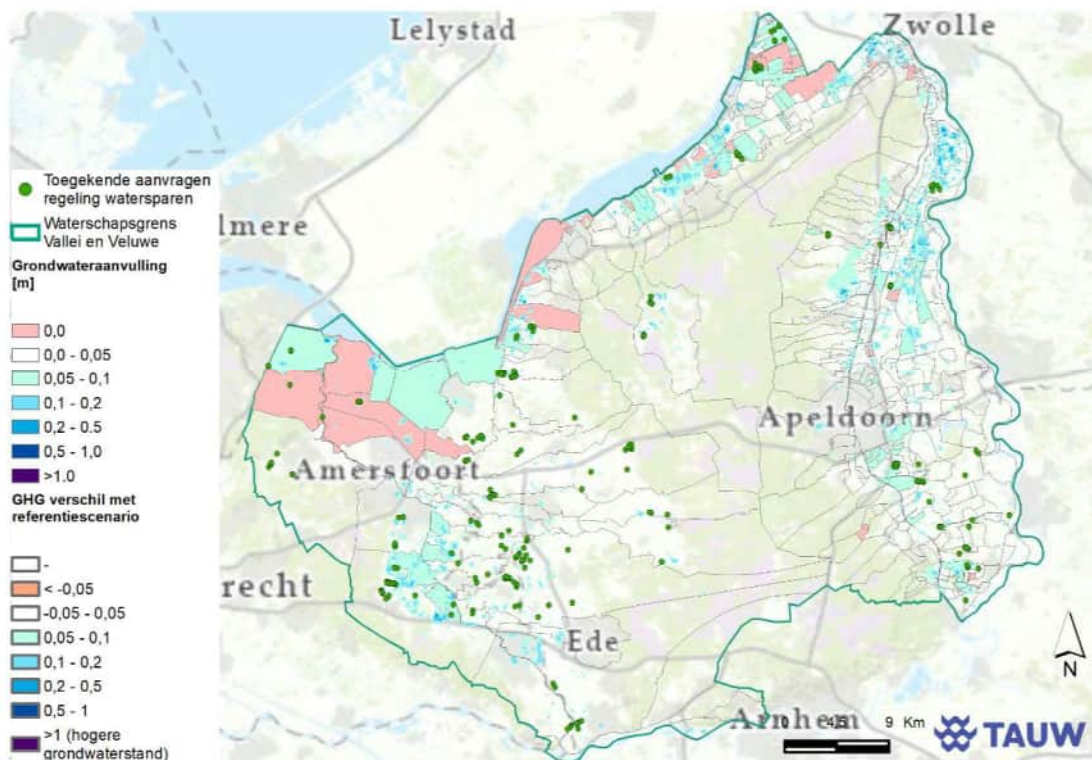 Lelystad
Zwolle
Toegekende aanvragen
regeling watersparen
Waterschapsgrens
Vallei en Veluwe
lmere
Grondwateraanvulling
[m]
0,0
0,0 - 0,05
0,05 - 0,1
0,1 - 0,2
0,2 - 0,5
0,5 - 1,0
>1.0
Apeldoorn
Amersfoort
GHG verschil met
referentiescenario
-
< -0,05
-0,05 - 0,05
0,05 - 0,1
0,1 - 0,2
0,2 - 0,5
0,5 - 1
>1 (hogere
grondwaterstand)
recht
Ede
N
Arnhem
0 4,5 9 Km
TAUW